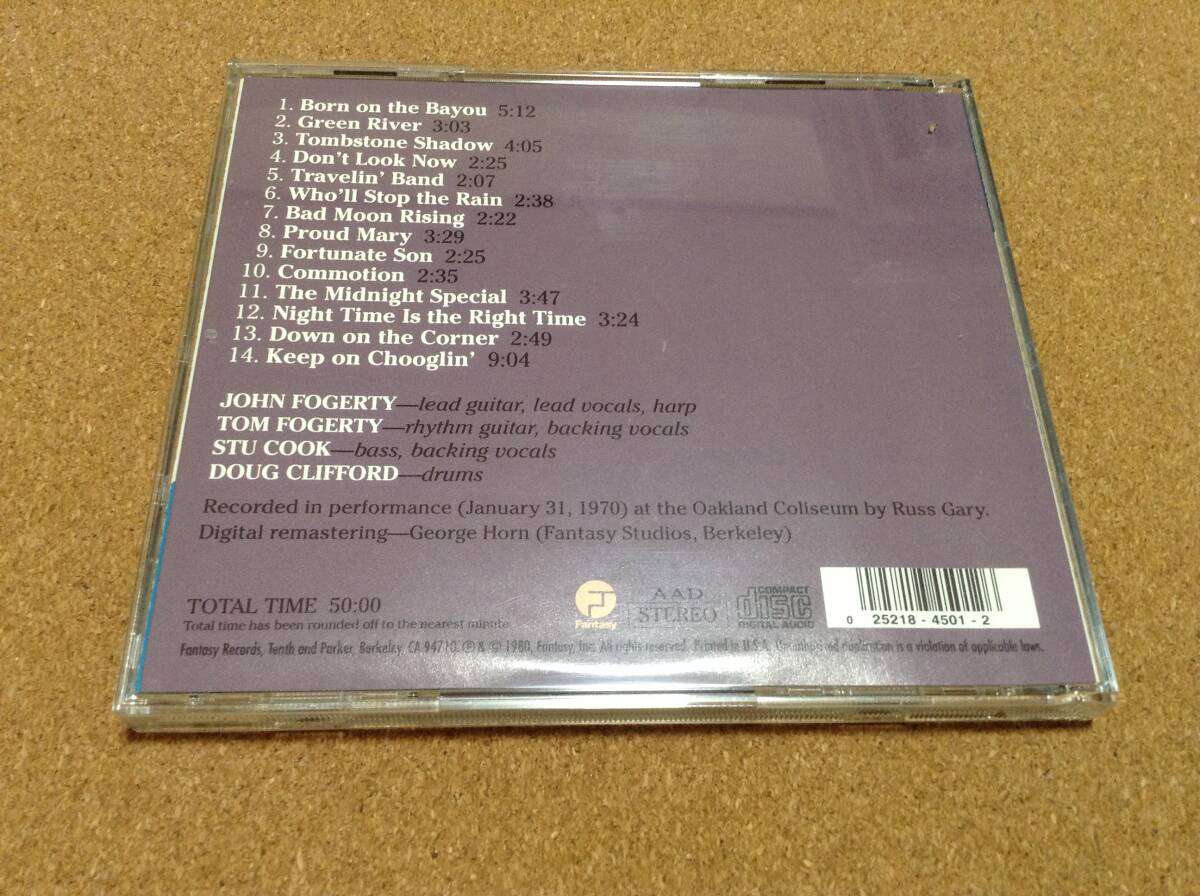 1. Born on the Bayou 5:12
2. Green River 3:03
3. Tombstone Shadow 4:05
4. Don't Look Now 2:25
5. Travelin' Band 2:07
6. Who'll Stop the Rain 2:38
7. Bad Moon Rising 2:22
8. Proud Mary 3:29
9. Fortunate Son 2:25
10. Commotion 2:35
11. The Midnight Special 3:47
12. Night Time Is the Right Time 3:24
13. Down on the Corner 2:49
14. Keep on Chooglin' 9:04
JOHN FOGERTY—lead guitar, lead vocals, harp
TOM FOGERTY—rhythm guitar, backing vocals
STU COOK—bass, backing vocals
DOUG CLIFFORD—drums
Recorded in performance (January 31, 1970) at the Oakland Coliseum by Russ Gary.
Digital remastering—George Horn (Fantasy Studios, Berkeley)
TOTAL TIME 50:00
Total time has been rounded off to the nearest minute
Fantasy
AAD
STEREO
COMPACT
disc
DIGITAL AUDIO
0 25218-4501-2
Fantasy Records, Tenth and Parker, Berkeley, CA 94710. ℗ & © 1980, Fantasy, Inc. All rights reserved. Printed in U.S.A. Unauthorized duplication is a violation of applicable laws.